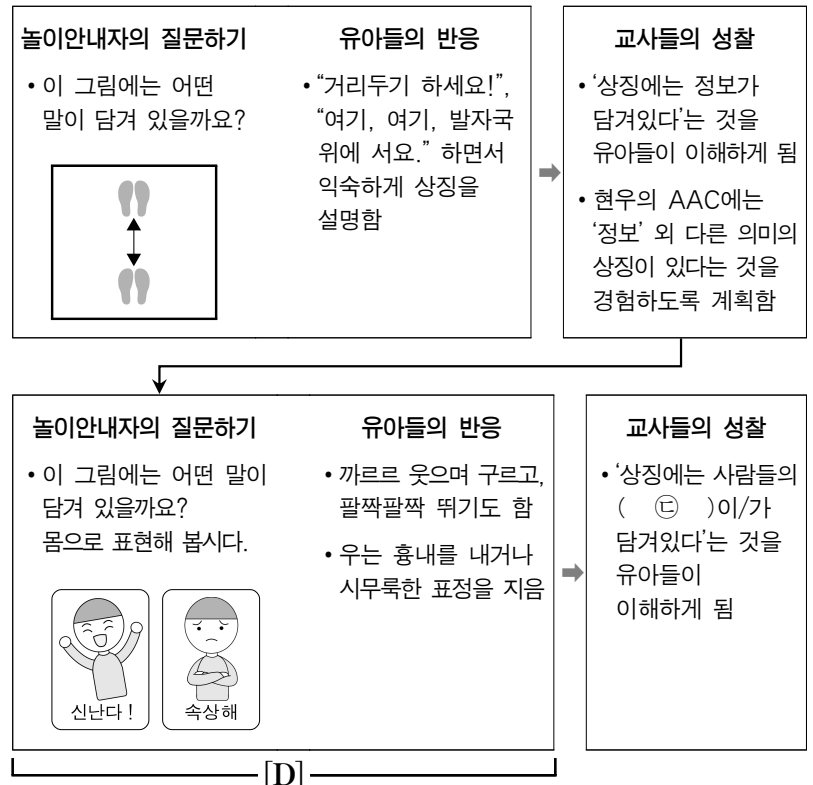 놀이안내자의 질문하기
• 이 그림에는 어떤
말이 담겨 있을까요?
유아들의 반응
• “거리두기 하세요!”,
“여기, 여기, 발자국
위에 서요.” 하면서
익숙하게 상징을
설명함
교사들의 성찰
• ‘상징에는 정보가
담겨있다’는 것을
유아들이 이해하게 됨
• 현우의 AAC에는
‘정보’ 외 다른 의미의
상징이 있다는 것을
경험하도록 계획함
놀이안내자의 질문하기
• 이 그림에는 어떤 말이
담겨 있을까요?
몸으로 표현해 봅시다.
신난다!
속상해
유아들의 반응
• 까르르 웃으며 구르고,
팔짝팔짝 뛰기도 함
• 우는 흉내를 내거나
시무룩한 표정을 지음
교사들의 성찰
• ‘상징에는 사람들의
( ㉢ )이/가
담겨있다’는 것을
유아들이
이해하게 됨
[D]